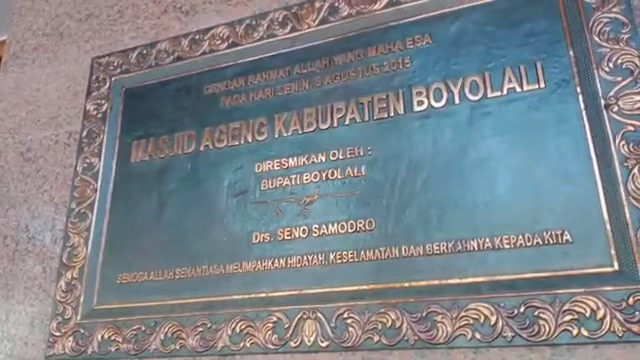 DENGAN RAHMAT ALLAH YANG MAHA ESA
PADA HARI SENIN, 3 AGUSTUS 2015
MASJID AGENG KABUPATEN BOYOLALI
DIRESMIKAN OLEH :
BUPATI BOYOLALI
Drs. SENO SAMODRO
SEMOGA ALLAH SENANTIASA MELIMPAHKAN HIDAYAH, KESELAMATAN DAN BERKAHNYA KEPADA KITA